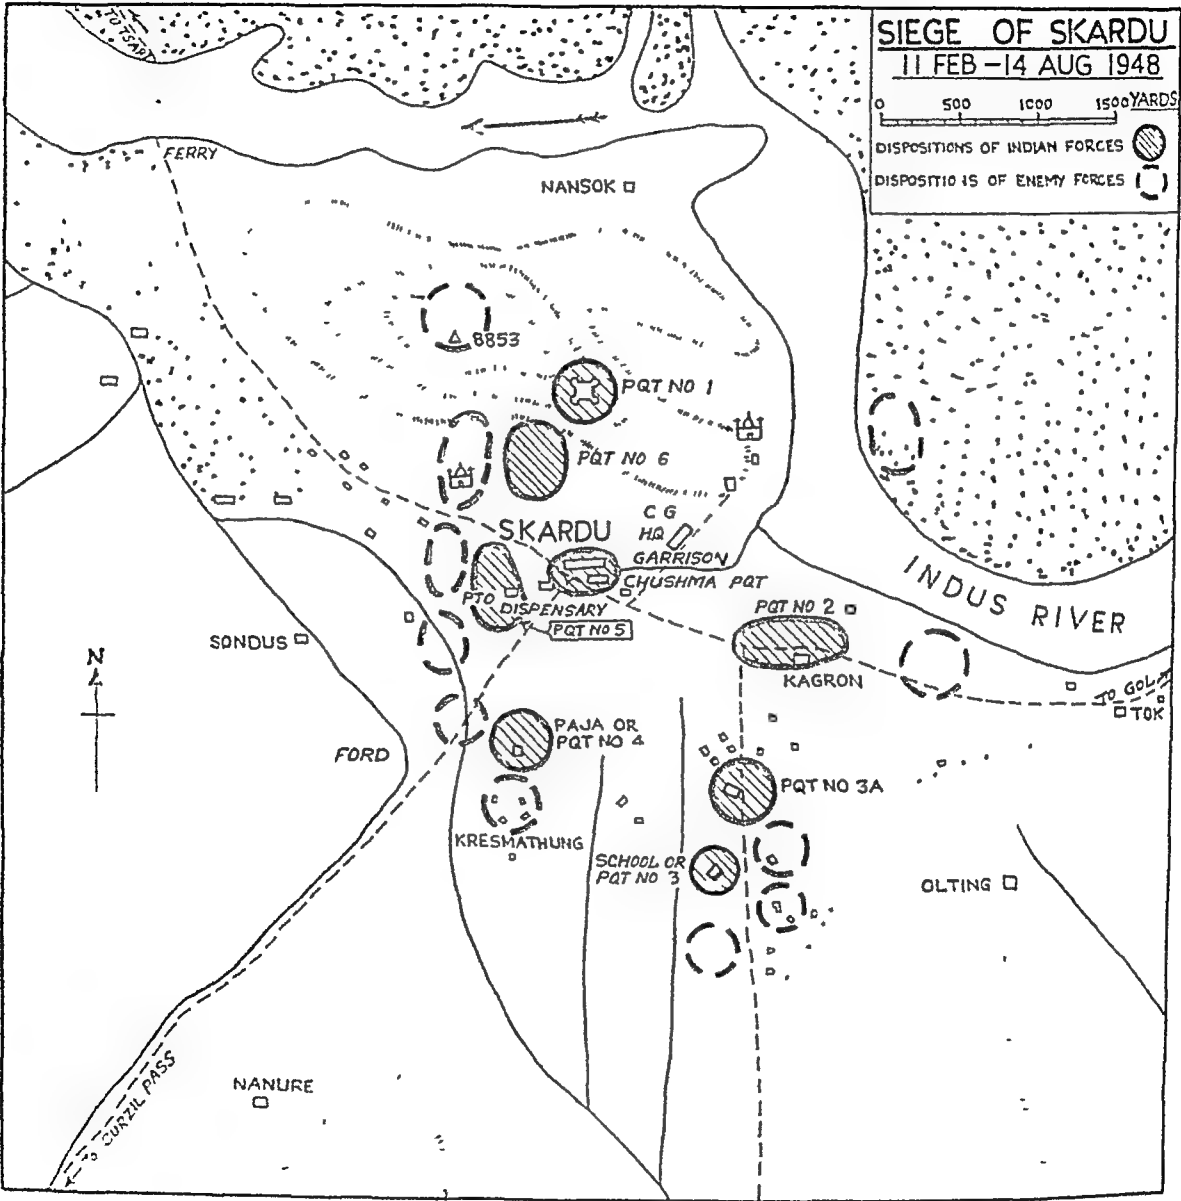 SIEGE OF SKARDU
11 FEB - 14 AUG 1948
0 500 1000 1500 YARDS
DISPOSITIONS OF INDIAN FORCES
DISPOSITIONS OF ENEMY FORCES
TO TSARI
FERRY
NANSOK
8853
PQT NO 1
PQT NO 6
SKARDU
C G
HQ
GARRISON
CHUSHMA PQT
PTO
DISPENSARY
PQT NO 5
PQT NO 2
INDUS RIVER
KAGRON
TO GOL
TOK
SONDUS
N
FORD
PAJA OR
PQT NO 4
PQT NO 3A
KRESMATHUNG
SCHOOL OR
PQT NO 3
OLTING
NANURE
TO CURZIL PASS